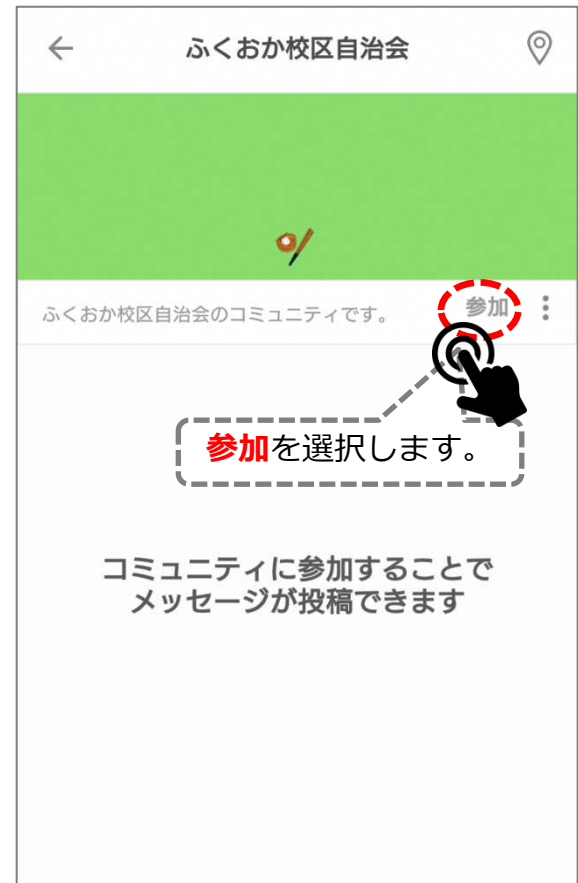 ふくおか校区自治会
ふくおか校区自治会のコミュニティです。 参加
参加を選択します。
コミュニティに参加することで
メッセージが投稿できます